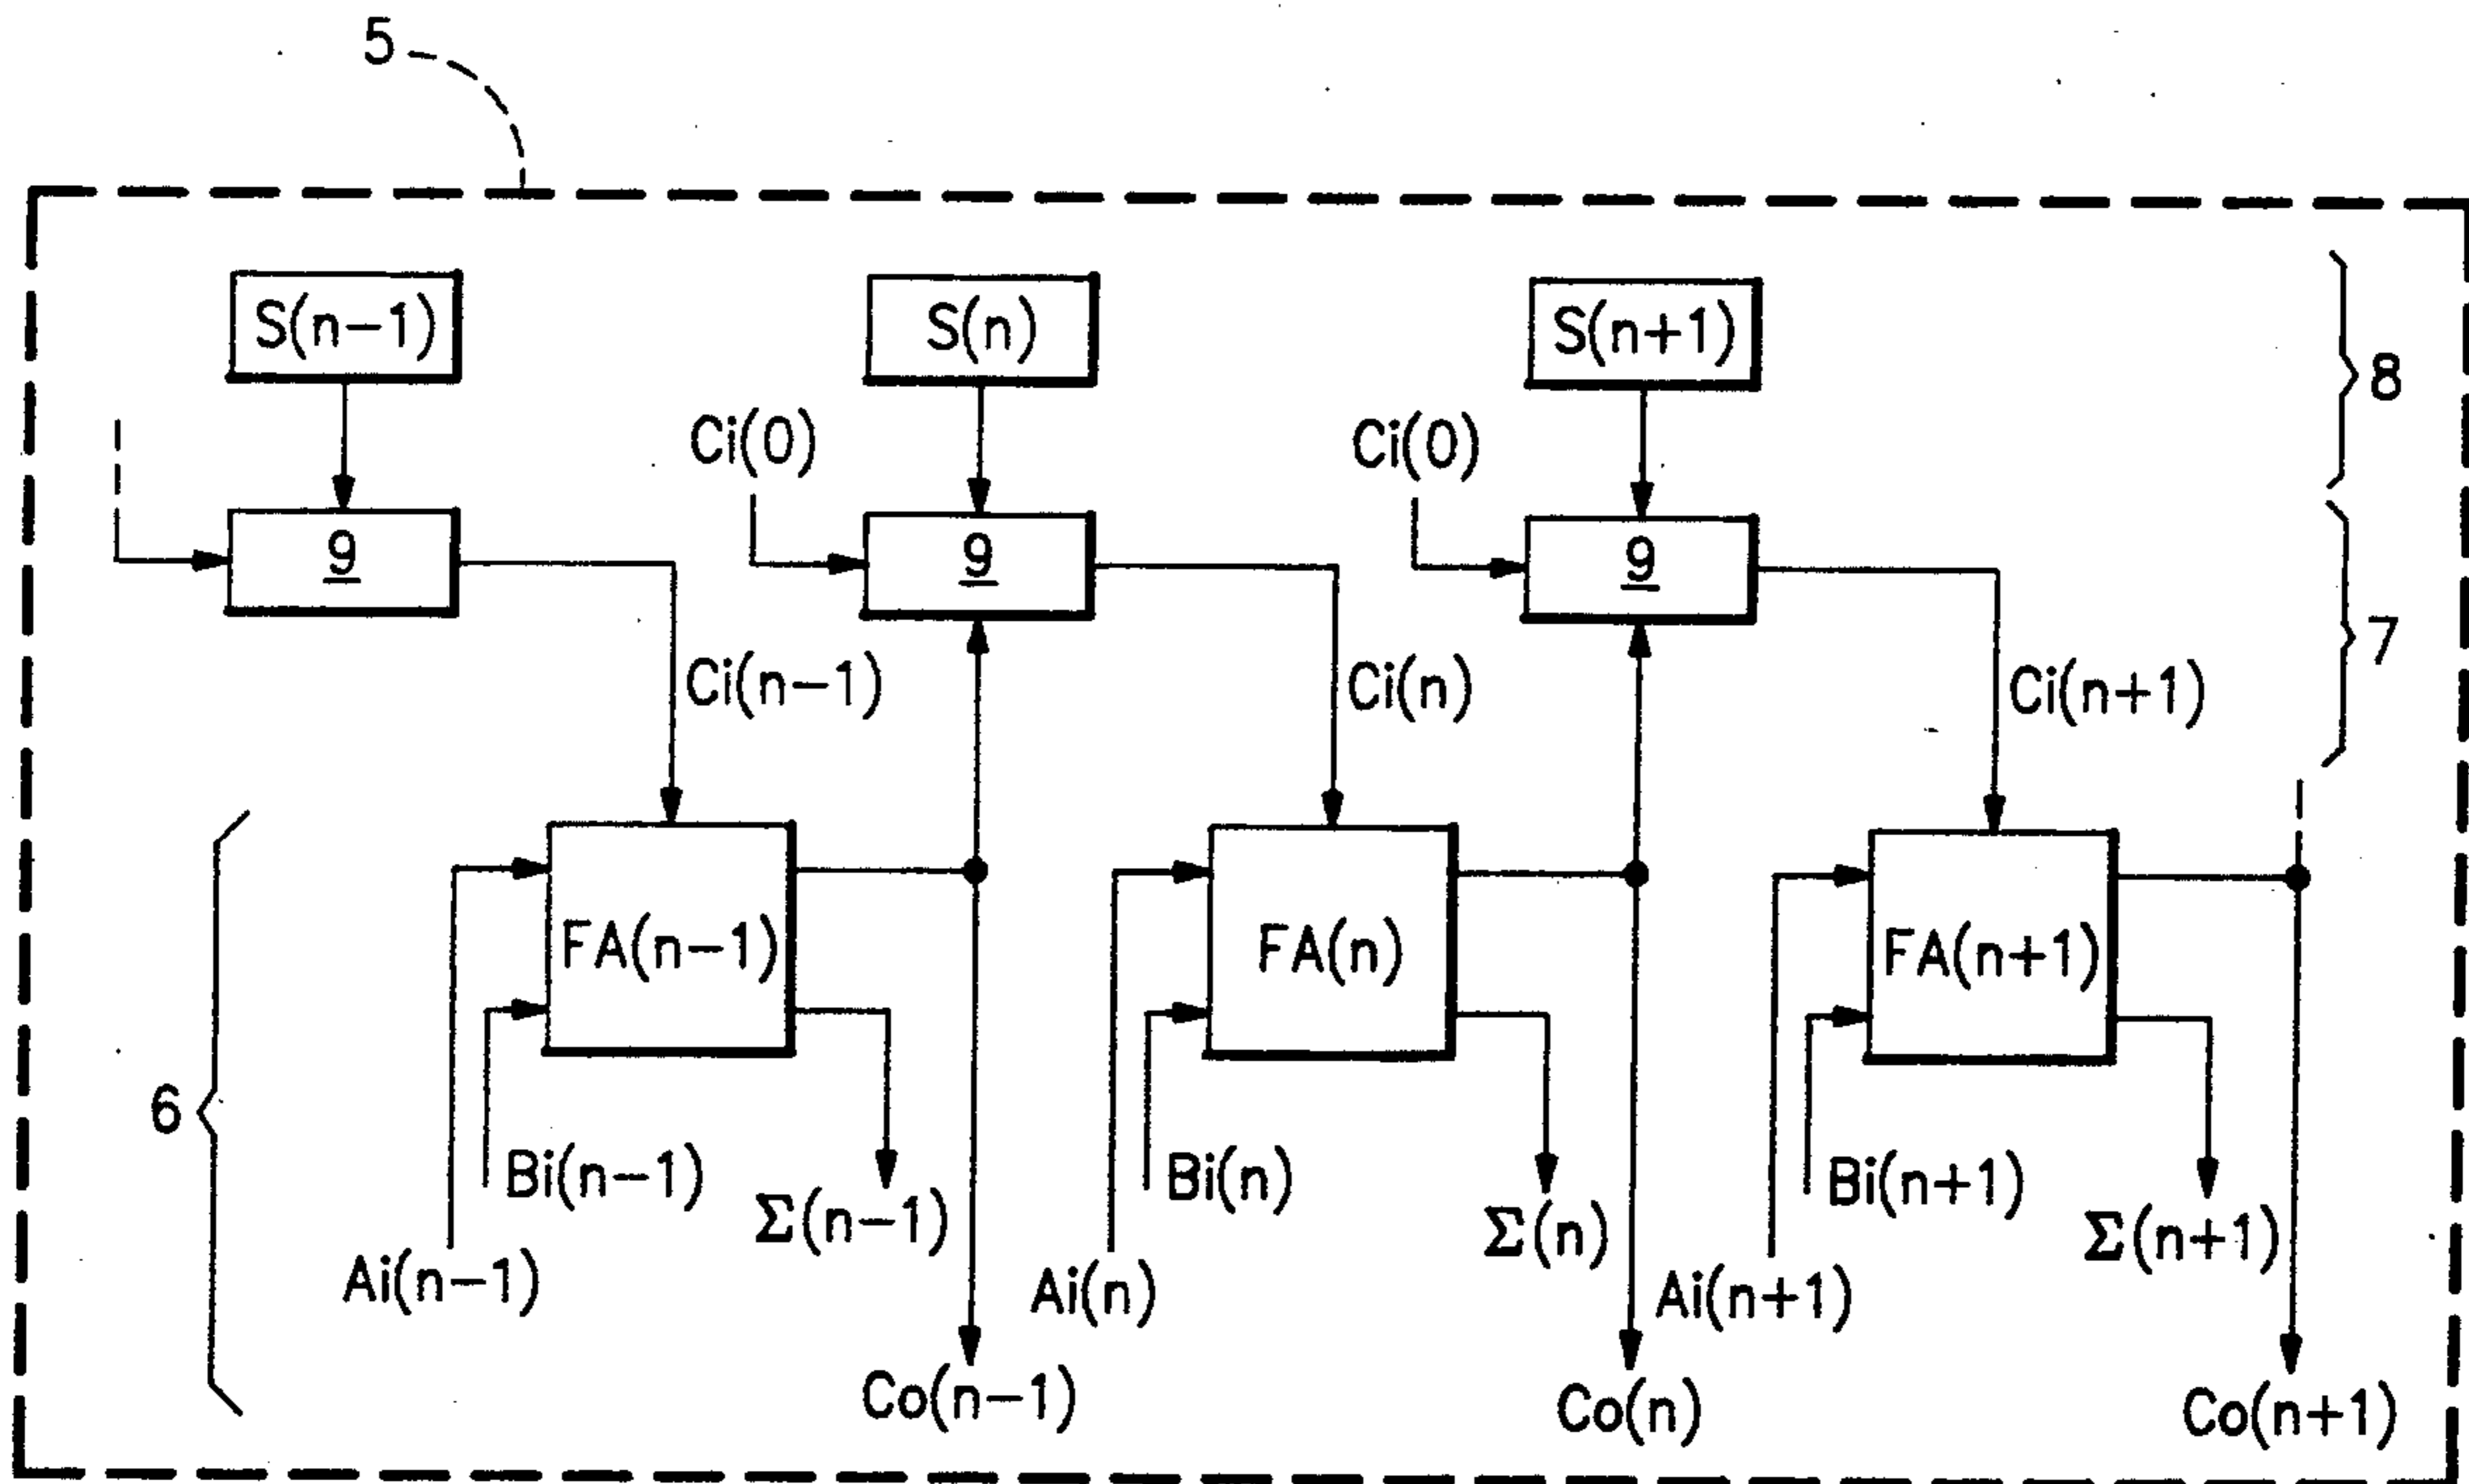 5
S(n-1)
S(n)
S(n+1)
8
Ci(0)
Ci(0)
9
9
9
7
Ci(n-1)
Ci(n)
Ci(n+1)
FA(n-1)
FA(n)
FA(n+1)
6
Bi(n-1)
Bi(n)
Bi(n+1)
Σ(n-1)
Σ(n)
Σ(n+1)
Ai(n-1)
Ai(n)
Ai(n+1)
Co(n-1)
Co(n)
Co(n+1)